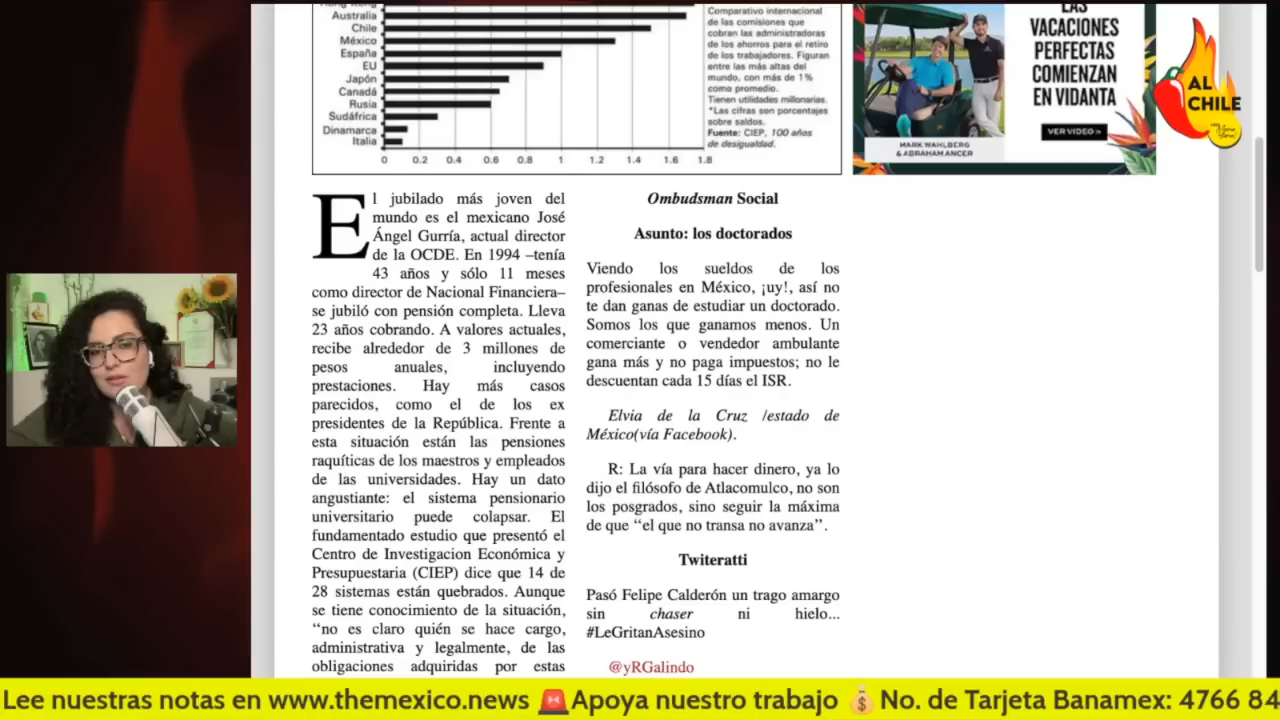 Hong Kong
Australia
Chile
México
España
EU
Japón
Canadá
Rusia
Sudáfrica
Dinamarca
Italia
0 0.2 0.4 0.6 0.8 1 1.2 1.4 1.6 1.8
Comparativo internacional
de las comisiones que
cobran las administradoras
de los ahorros para el retiro
de los trabajadores. Figuran
entre las más altas del
mundo, con más de 1%
como promedio.
Tienen utilidades millonarias.
*Las cifras son porcentajes
sobre saldos.
Fuente: CIEP, 100 años
de desigualdad.
LAS
VACACIONES
PERFECTAS
COMIENZAN
EN VIDANTA
VER VIDEO >
MARK WAHLBERG
& ABRAHAM ANCER
AL
CHILE
El jubilado más joven del
mundo es el mexicano José
Ángel Gurría, actual director
de la OCDE. En 1994 –tenía
43 años y sólo 11 meses
como director de Nacional Financiera–
se jubiló con pensión completa. Lleva
23 años cobrando. A valores actuales,
recibe alrededor de 3 millones de
pesos anuales, incluyendo
prestaciones. Hay más casos
parecidos, como el de los ex
presidentes de la República. Frente a
esta situación están las pensiones
raquíticas de los maestros y empleados
de las universidades. Hay un dato
angustiante: el sistema pensionario
universitario puede colapsar. El
fundamentado estudio que presentó el
Centro de Investigacion Económica y
Presupuestaria (CIEP) dice que 14 de
28 sistemas están quebrados. Aunque
se tiene conocimiento de la situación,
“no es claro quién se hace cargo,
administrativa y legalmente, de las
obligaciones adquiridas por estas
Ombudsman Social
Asunto: los doctorados
Viendo los sueldos de los
profesionales en México, ¡uy!, así no
te dan ganas de estudiar un doctorado.
Somos los que ganamos menos. Un
comerciante o vendedor ambulante
gana más y no paga impuestos; no le
descuentan cada 15 días el ISR.
Elvia de la Cruz /estado de
México(vía Facebook).
R: La vía para hacer dinero, ya lo
dijo el filósofo de Atlacomulco, no son
los posgrados, sino seguir la máxima
de que “el que no transa no avanza”.
Twiteratti
Pasó Felipe Calderón un trago amargo
sin chaser ni hielo...
#LeGritanAsesino
@yRGalindo
Lee nuestras notas en www.themexico.news 🚨Apoya nuestro trabajo 💰 No. de Tarjeta Banamex: 4766 84